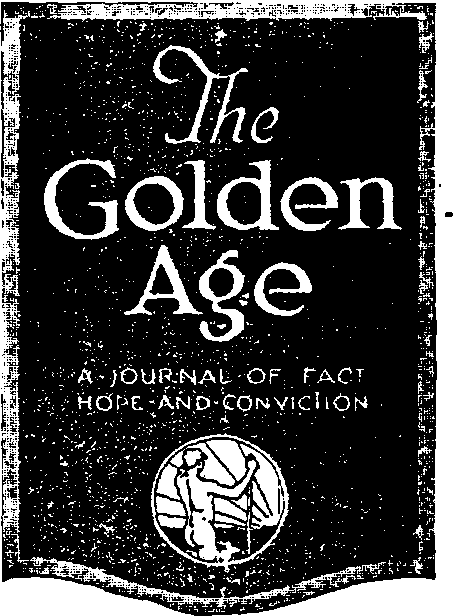 The
Golden
Age
A·JOURNAL·OF·FACT
HOPE·AND·CONVICTION